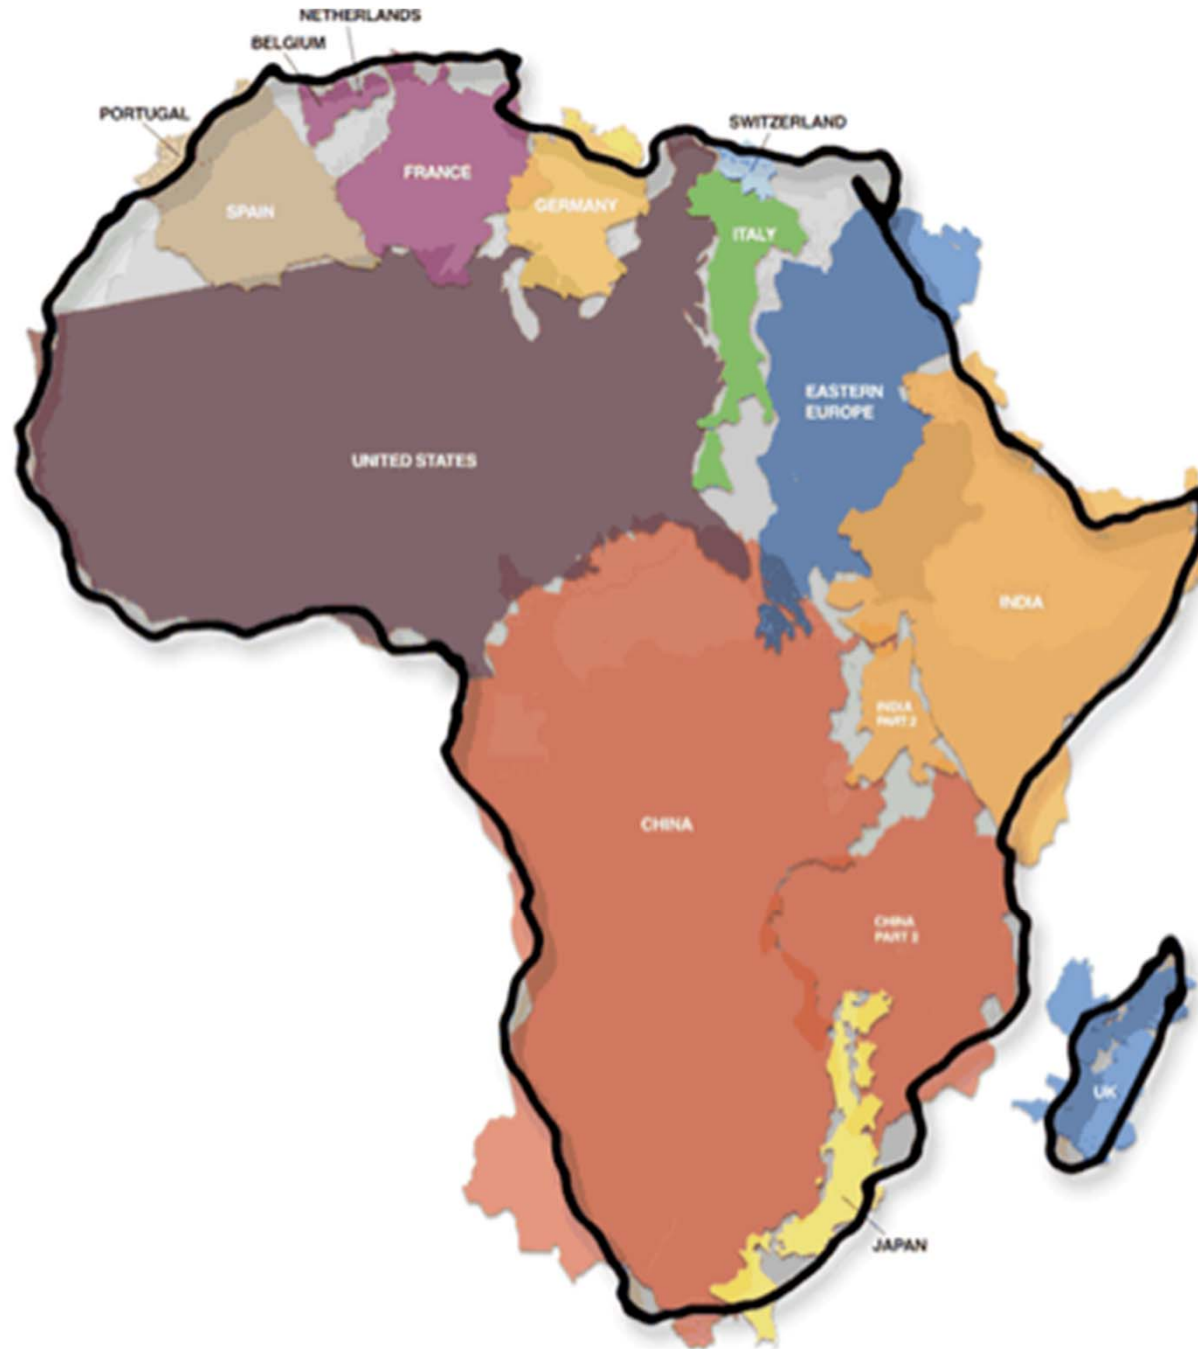 NETHERLANDS
BELGIUM
PORTUGAL
SWITZERLAND
FRANCE
SPAIN
GERMANY
ITALY
EASTERN
EUROPE
UNITED STATES
INDIA
INDIA
PART 2
CHINA
CHINA
PART 2
UK
JAPAN